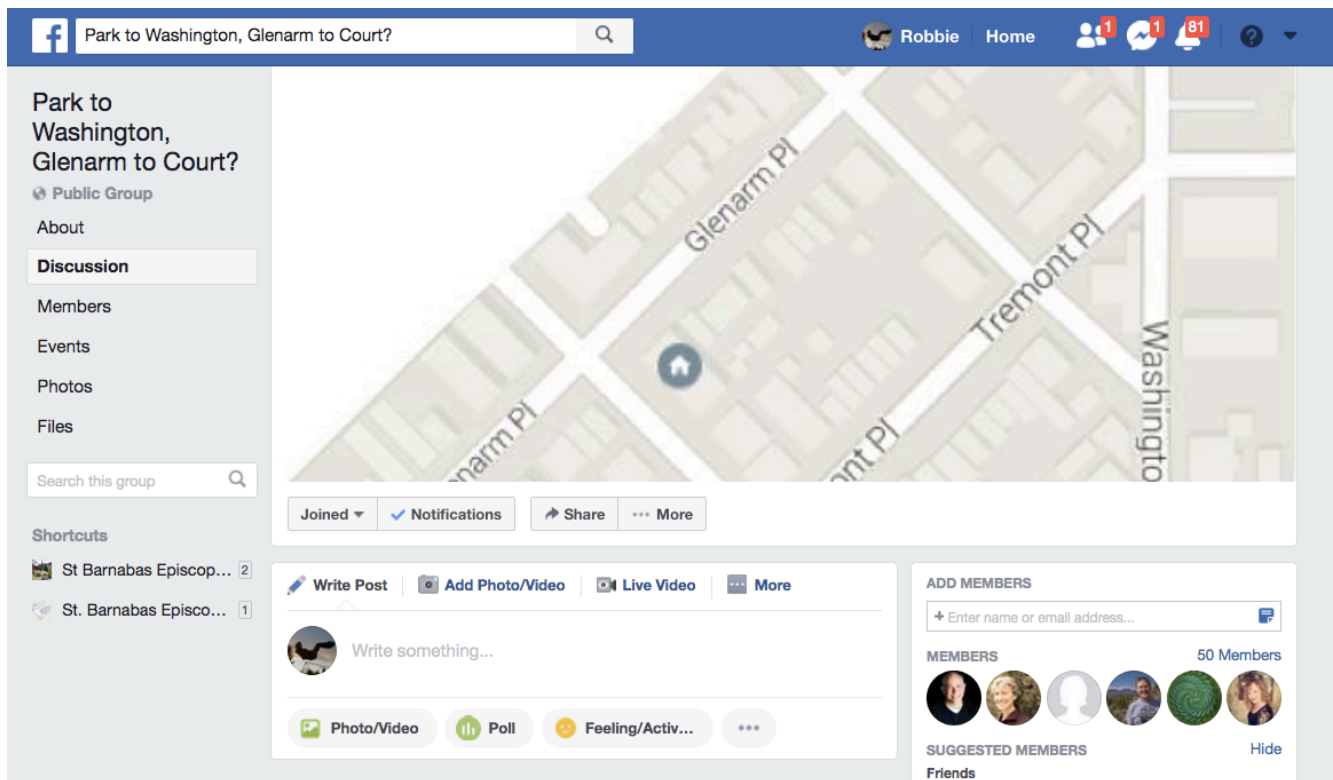 Park to Washington, Glenarm to Court?
Robbie
Home
1
1
81
Park to
Washington,
Glenarm to Court?
Public Group
About
Discussion
Members
Events
Photos
Files
Search this group
Shortcuts
St Barnabas Episcop... 2
St. Barnabas Episco... 1
Glenarm Pl
Tremont Pl
Washingto
enarm Pl
ont Pl
Joined
Notifications
Share
More
Write Post
Add Photo/Video
Live Video
More
Write something...
Photo/Video
Poll
Feeling/Activ...
ADD MEMBERS
+ Enter name or email address...
MEMBERS
50 Members
SUGGESTED MEMBERS
Hide
Friends